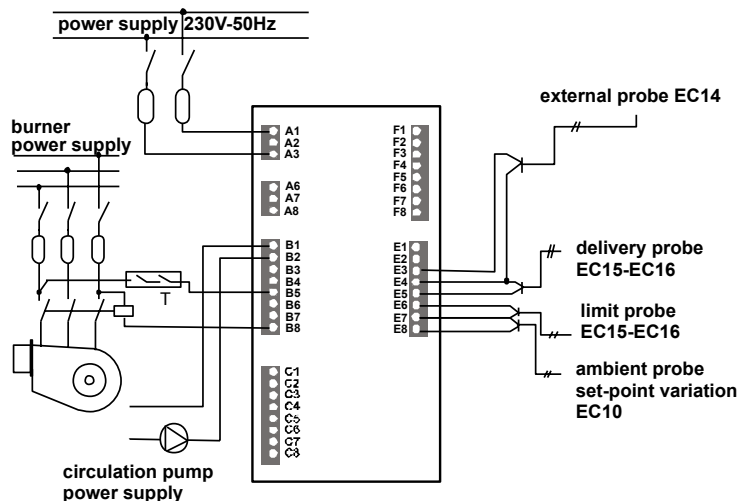 power supply 230V-50Hz
burner
power supply
external probe EC14
delivery probe
EC15-EC16
limit probe
EC15-EC16
ambient probe
set-point variation
EC10
circulation pump
power supply
T
A1
A2
A3
A6
A7
A8
B1
B2
B3
B4
B5
B6
B7
B8
C1
C2
C3
C4
C5
C6
C7
C8
F1
F2
F3
F4
F5
F6
F7
F8
E1
E2
E3
E4
E5
E6
E7
E8